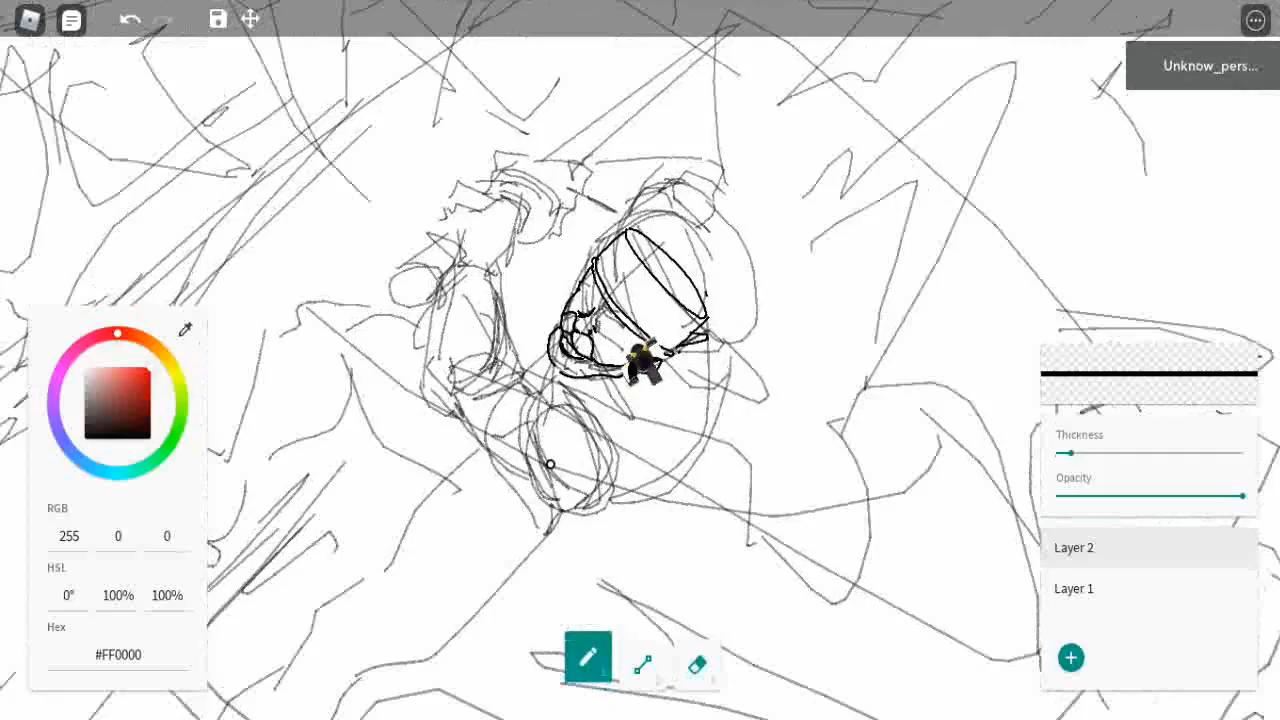 Unknow_pers...
RGB
255 0 0
HSL
0° 100% 100%
Hex
#FF0000
Thickness
Opacity
Layer 2
Layer 1